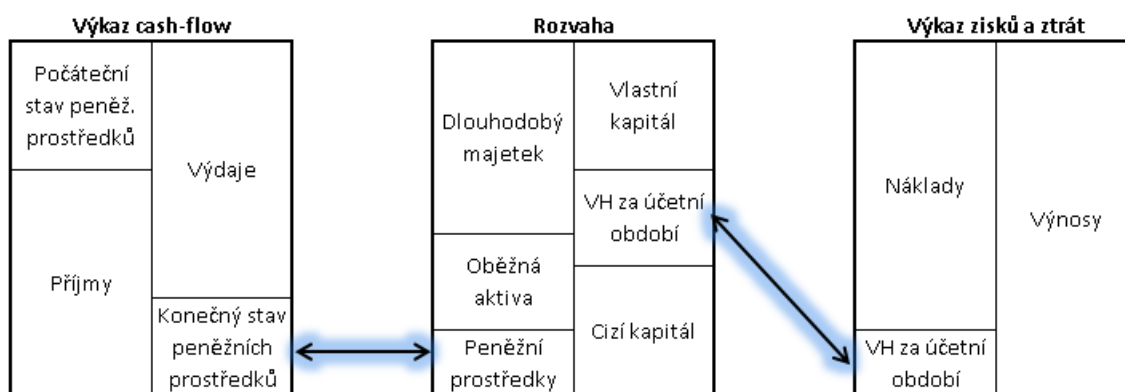 Výkaz cash-flow
Počáteční
stav peněž.
prostředků
Příjmy
Výdaje
Konečný stav
peněžních
prostředků
Rozvaha
Dlouhodobý
majetek
Oběžná
aktiva
Peněžní
prostředky
Vlastní
kapitál
VH za účetní
období
Cizí kapitál
Výkaz zisků a ztrát
Náklady
VH za účetní
období
Výnosy